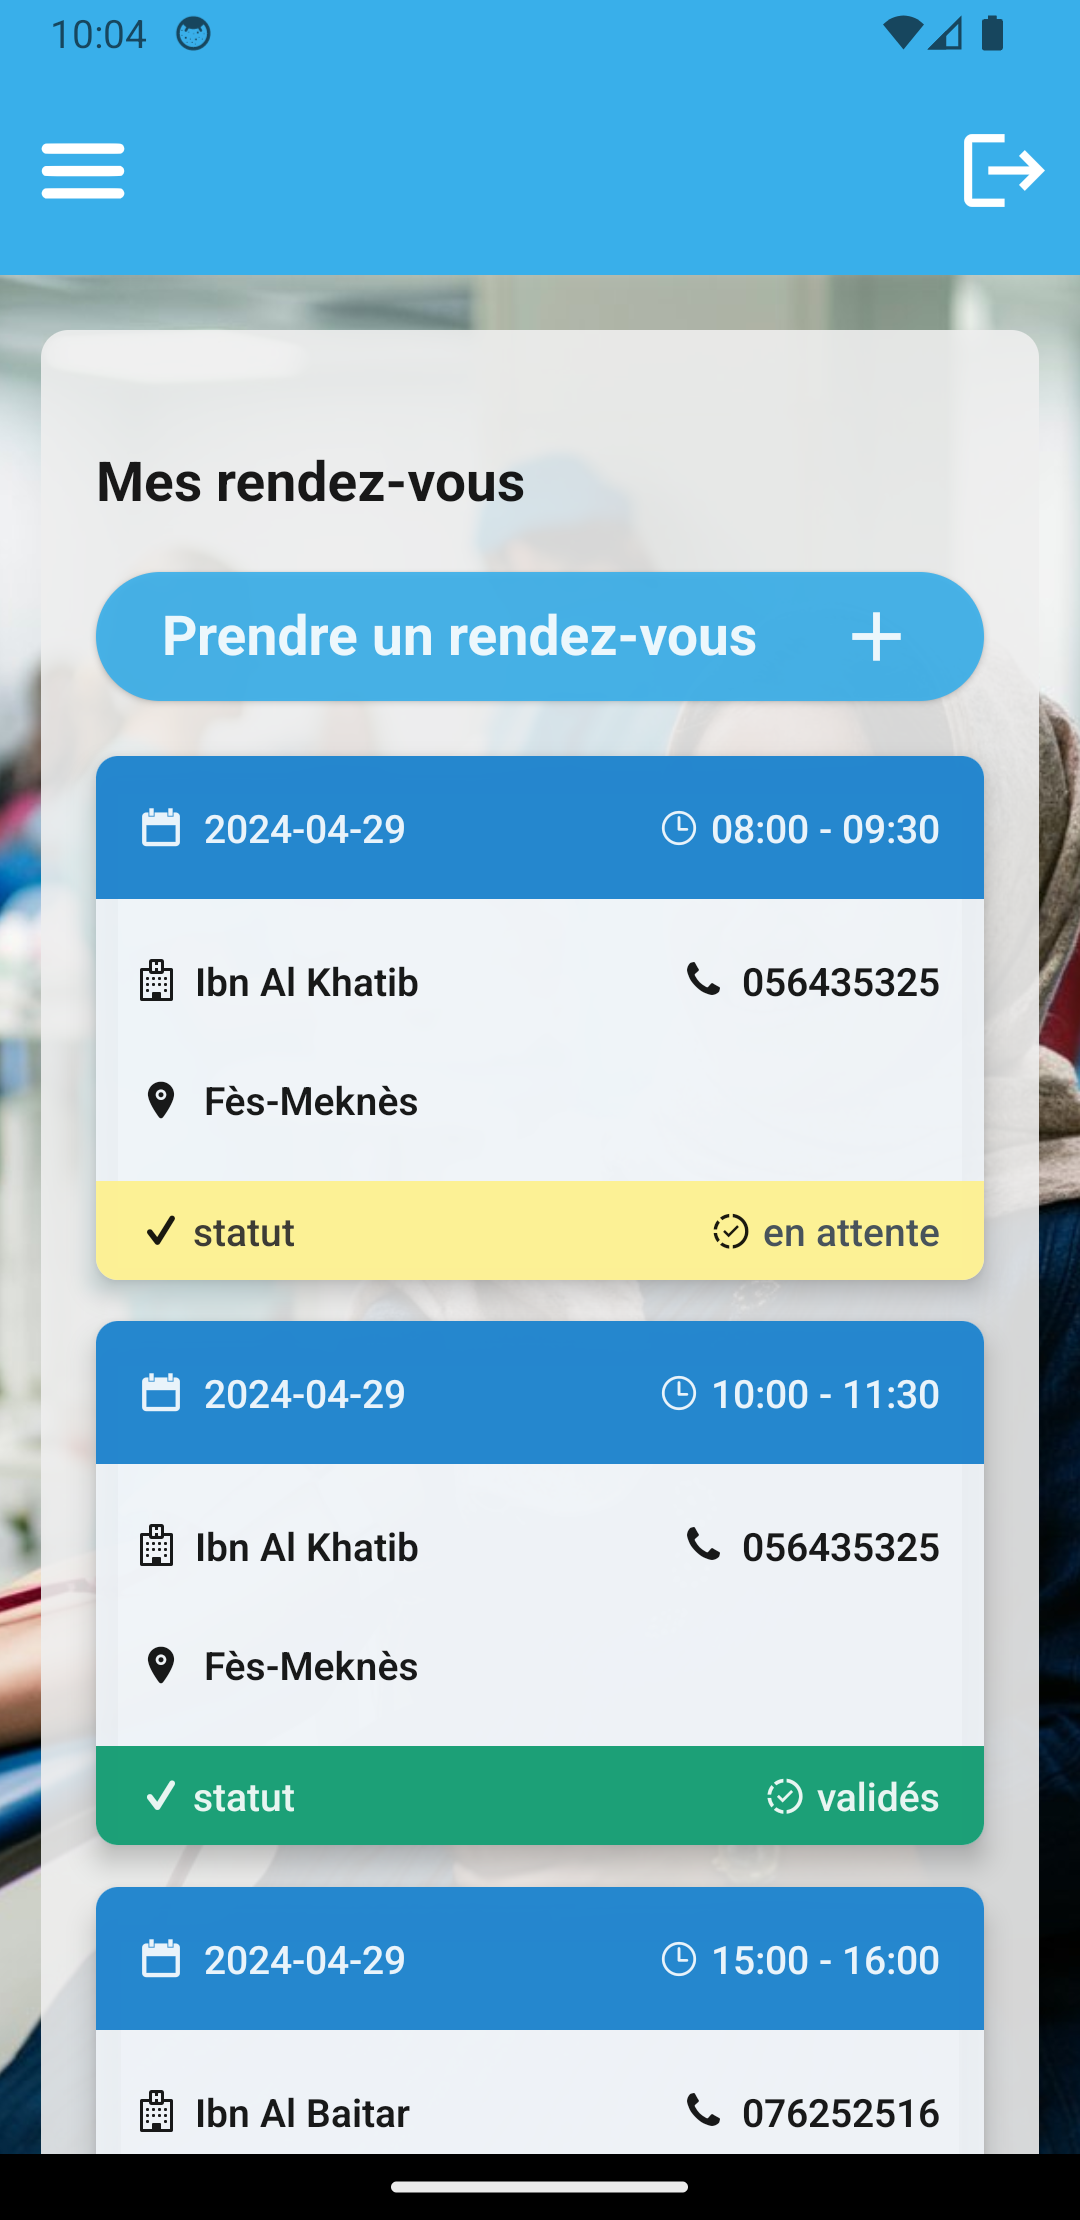 10:04
Mes rendez-vous
Prendre un rendez-vous
2024-04-29 08:00 - 09:30
Ibn Al Khatib 056435325
Fès-Meknès
statut en attente
2024-04-29 10:00 - 11:30
Ibn Al Khatib 056435325
Fès-Meknès
statut validés
2024-04-29 15:00 - 16:00
Ibn Al Baitar 076252516